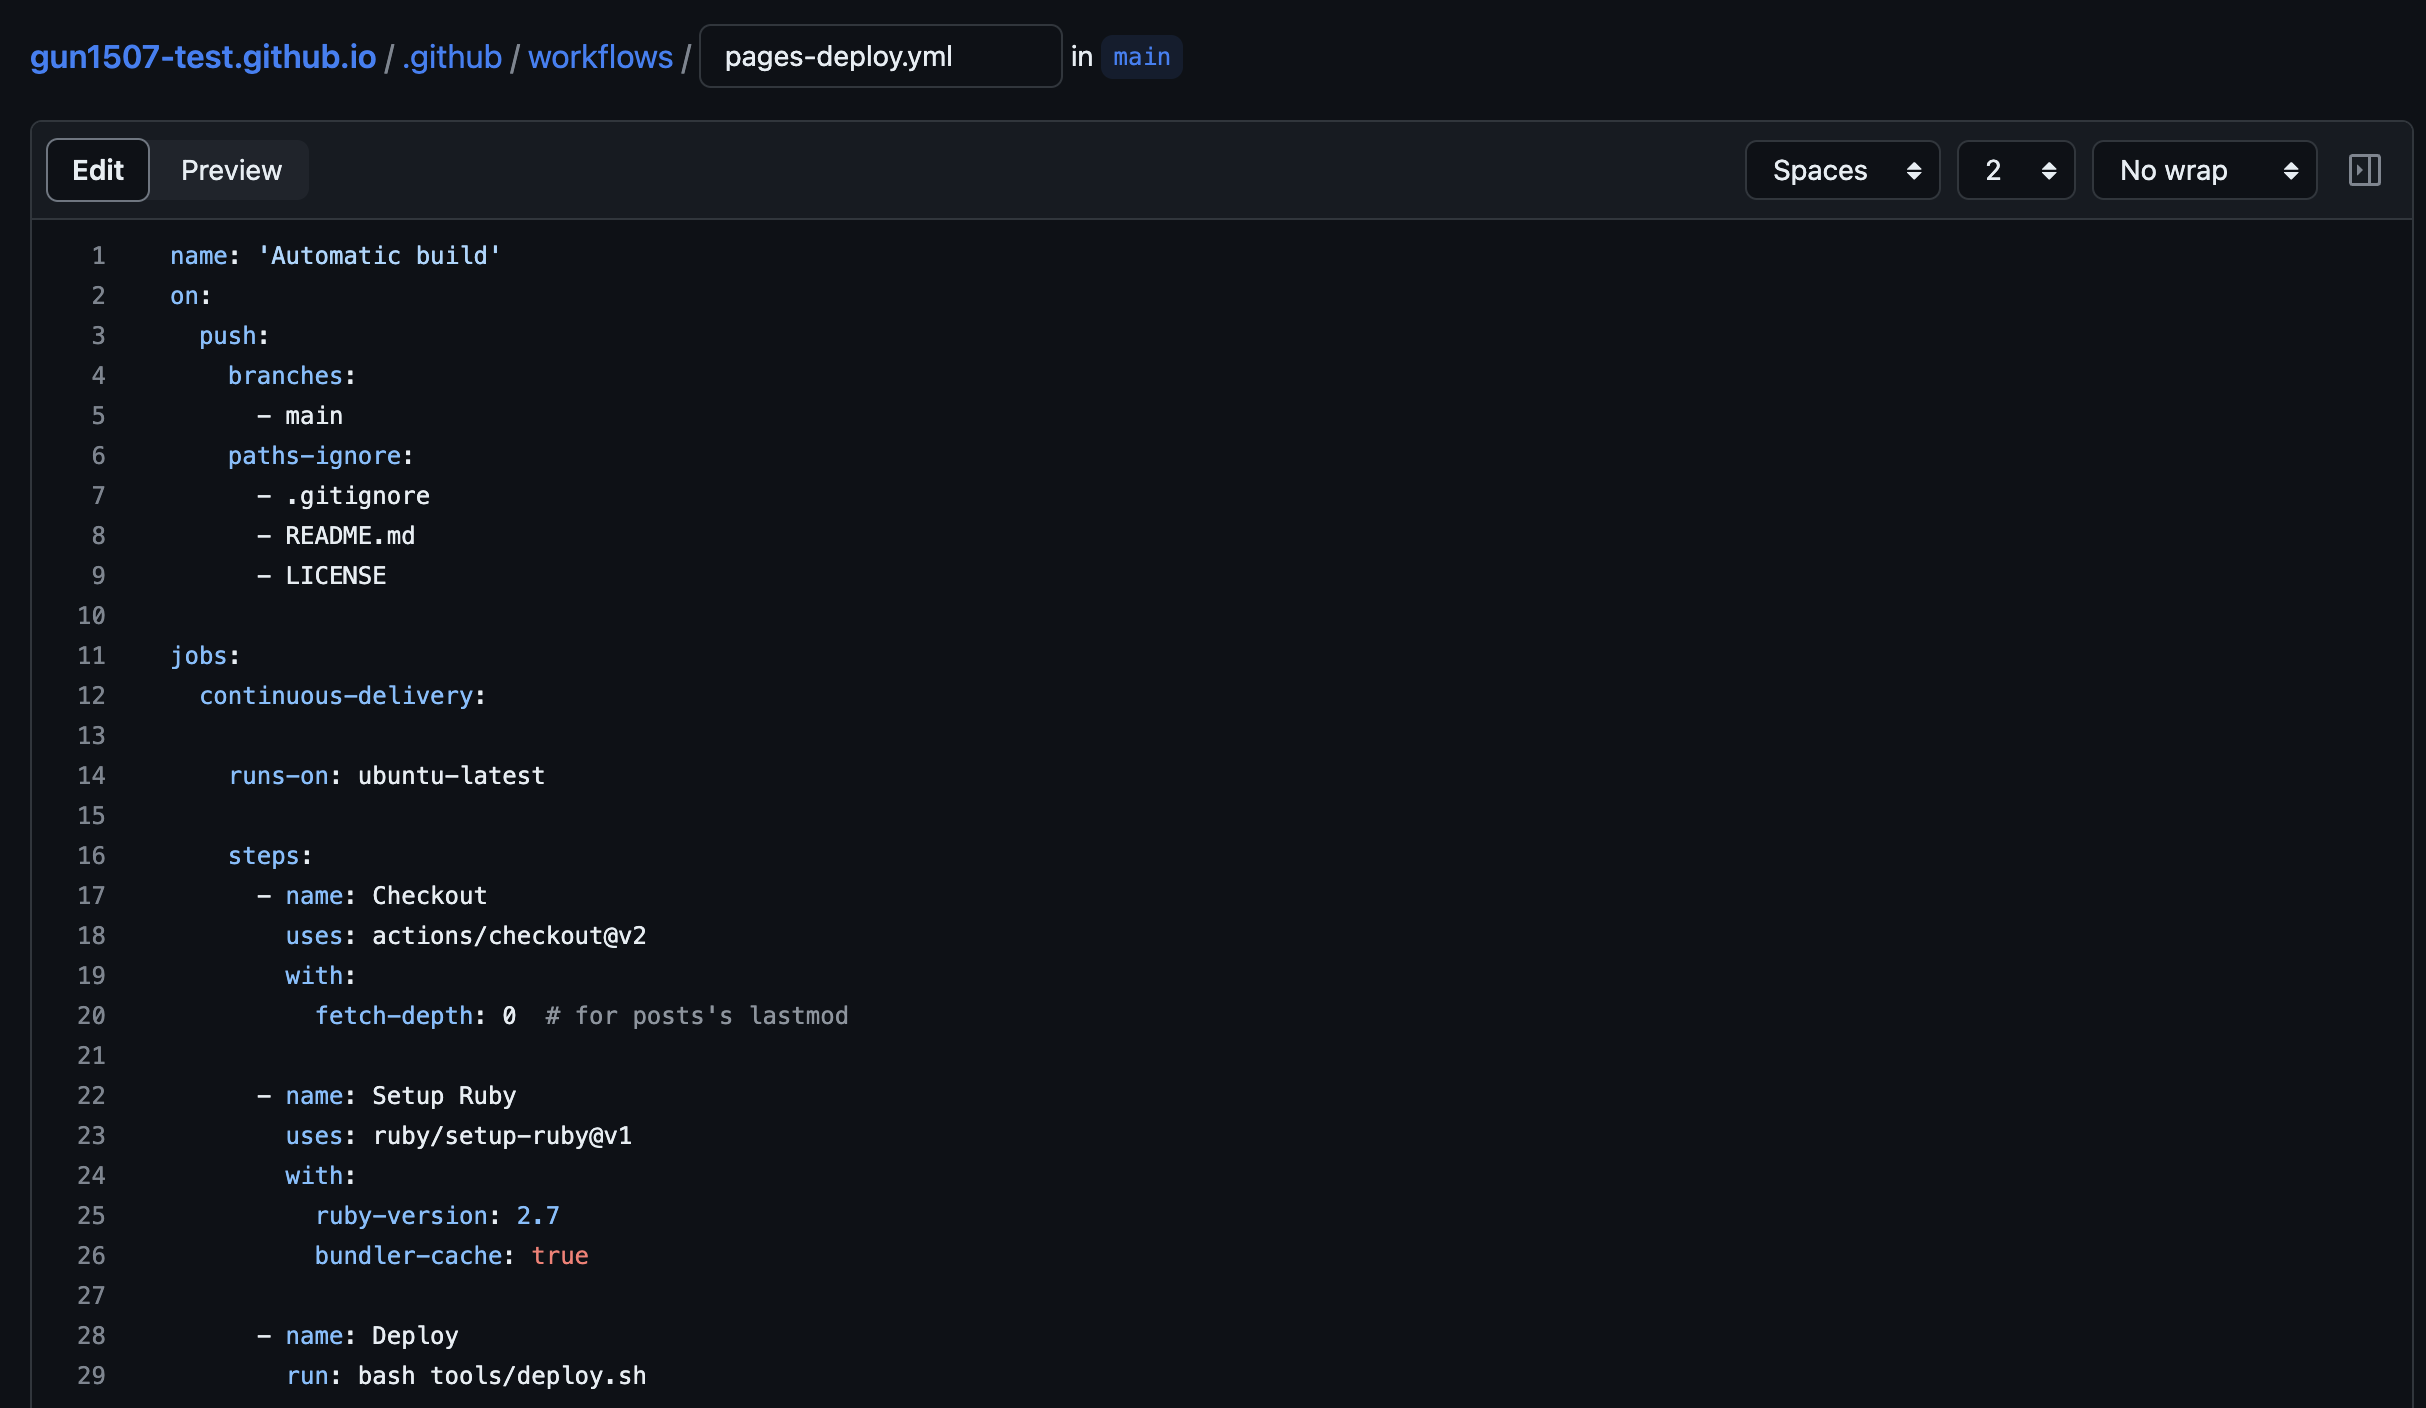 gun1507-test.github.io / .github / workflows / pages-deploy.yml in main
Edit Preview Spaces 2 No wrap
1 name: 'Automatic build'
2 on:
3   push:
4     branches:
5       - main
6     paths-ignore:
7       - .gitignore
8       - README.md
9       - LICENSE
10
11 jobs:
12   continuous-delivery:
13
14     runs-on: ubuntu-latest
15
16     steps:
17       - name: Checkout
18         uses: actions/checkout@v2
19         with:
20           fetch-depth: 0  # for posts's lastmod
21
22       - name: Setup Ruby
23         uses: ruby/setup-ruby@v1
24         with:
25           ruby-version: 2.7
26           bundler-cache: true
27
28       - name: Deploy
29         run: bash tools/deploy.sh